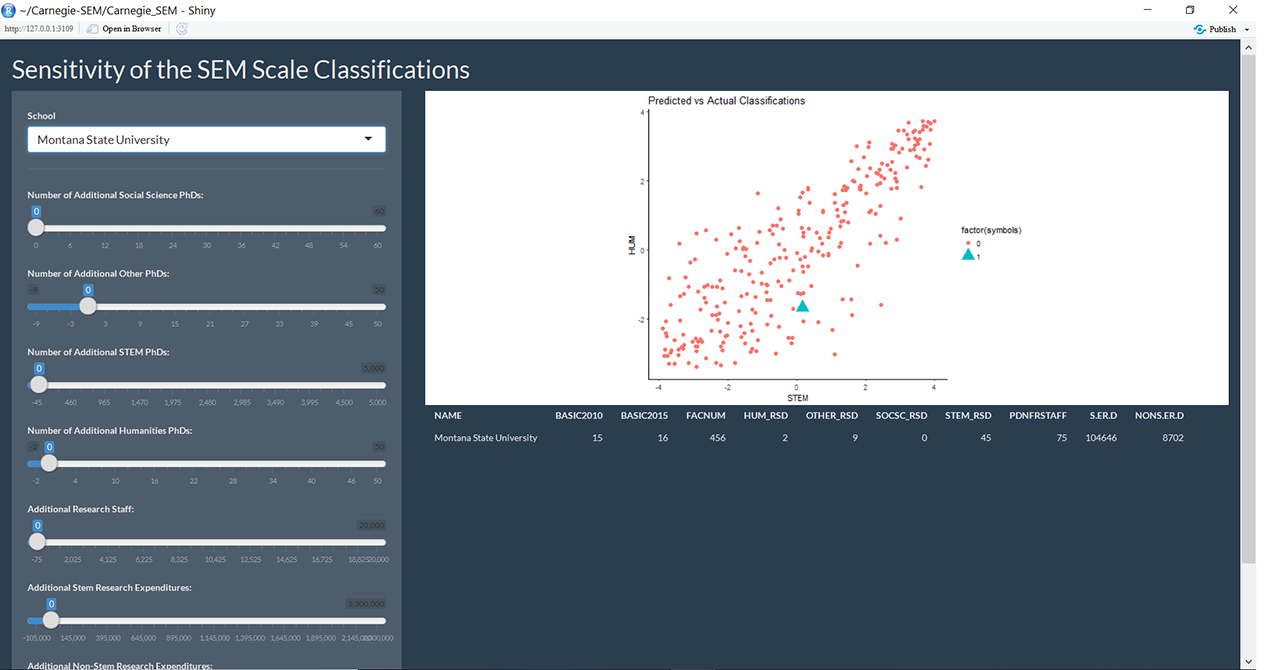 ~/Carnegie-SEM/Carnegie_SEM - Shiny
http://127.0.0.1:3109 Open in Browser Publish
Sensitivity of the SEM Scale Classifications
School
Montana State University
Number of Additional Social Science PhDs:
0 60
0 6 12 18 24 30 36 42 48 54 60
Number of Additional Other PhDs:
-9 0 50
-9 -3 3 9 15 21 27 33 39 45 50
Number of Additional STEM PhDs:
0 5,000
-45 460 965 1,470 1,975 2,480 2,985 3,490 3,995 4,500 5,000
Number of Additional Humanities PhDs:
-2 0 50
-2 4 10 16 22 28 34 40 46 50
Additional Research Staff:
0 20,000
-75 2,025 4,125 6,225 8,325 10,425 12,525 14,625 16,725 18,825 20,000
Additional Stem Research Expenditures:
0 2,300,000
-105,000 145,000 395,000 645,000 895,000 1,145,000 1,395,000 1,645,000 1,895,000 2,145,000
Additional Non-Stem Research Expenditures:
Predicted vs Actual Classifications
4
2
0
-2
HUM
-4 -2 0 2 4
STEM
factor(symbols)
0
1
NAME BASIC2010 BASIC2015 FACNUM HUM_RSD OTHER_RSD SOCSC_RSD STEM_RSD PDNFRSTAFF S.ER.D NONS.ER.D
Montana State University 15 16 456 2 9 0 45 75 104646 8702